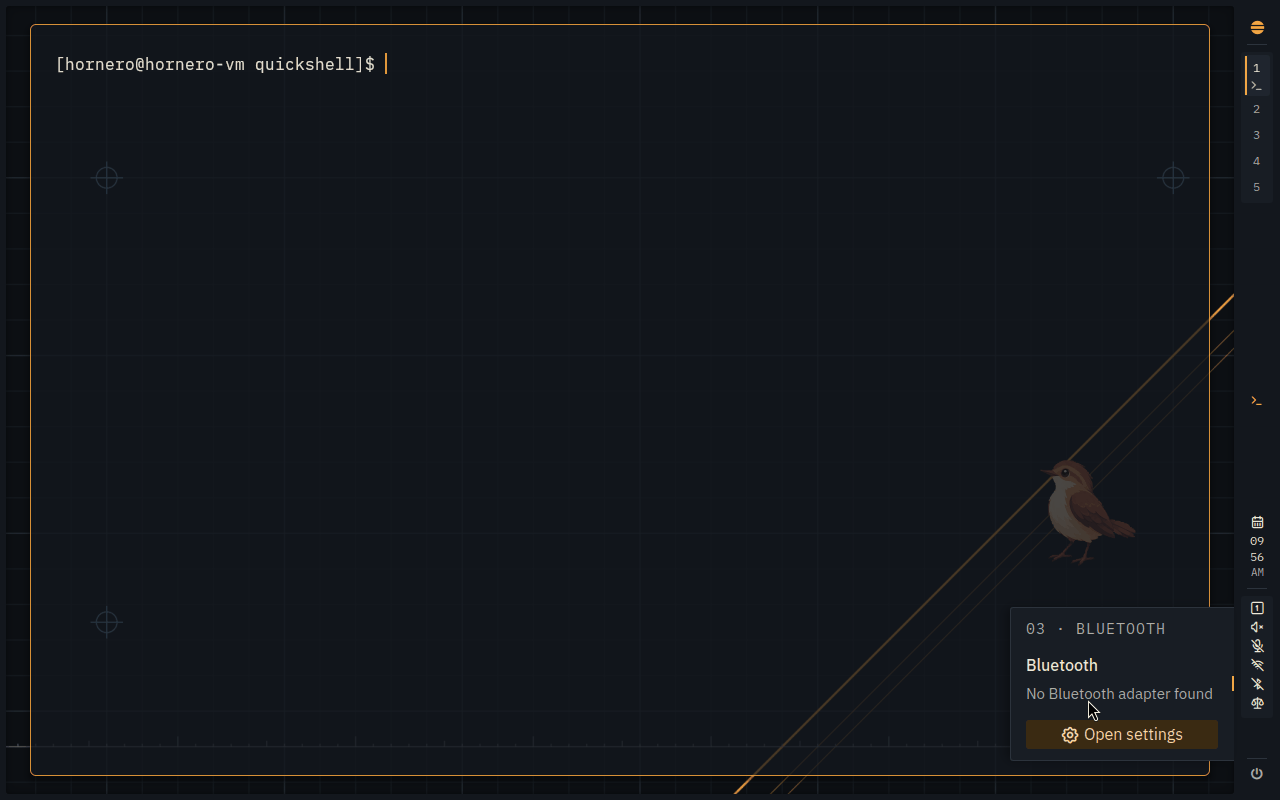 [hornero@hornero-vm quickshell]$
1
>_
2
3
4
5
>_
09
56
AM
1
03 · BLUETOOTH
Bluetooth
No Bluetooth adapter found
Open settings